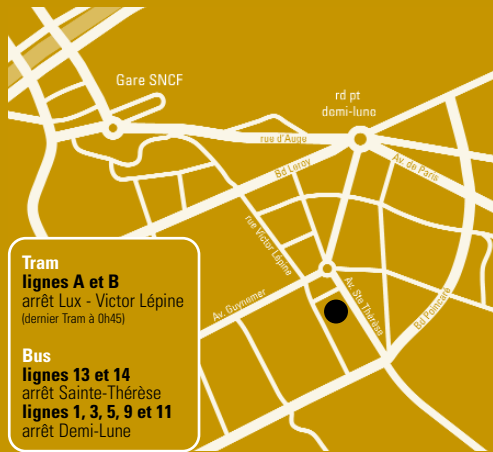 Gare SNCF
rd pt
demi-lune
rue d'Auge
Bd Leroy
Av. de Paris
rue Victor Lépine
Av. Guynemer
Av. Ste Thérèse
Bd Poincaré
Tram
lignes A et B
arrêt Lux - Victor Lépine
(dernier Tram à 0h45)
Bus
lignes 13 et 14
arrêt Sainte-Thérèse
lignes 1, 3, 5, 9 et 11
arrêt Demi-Lune